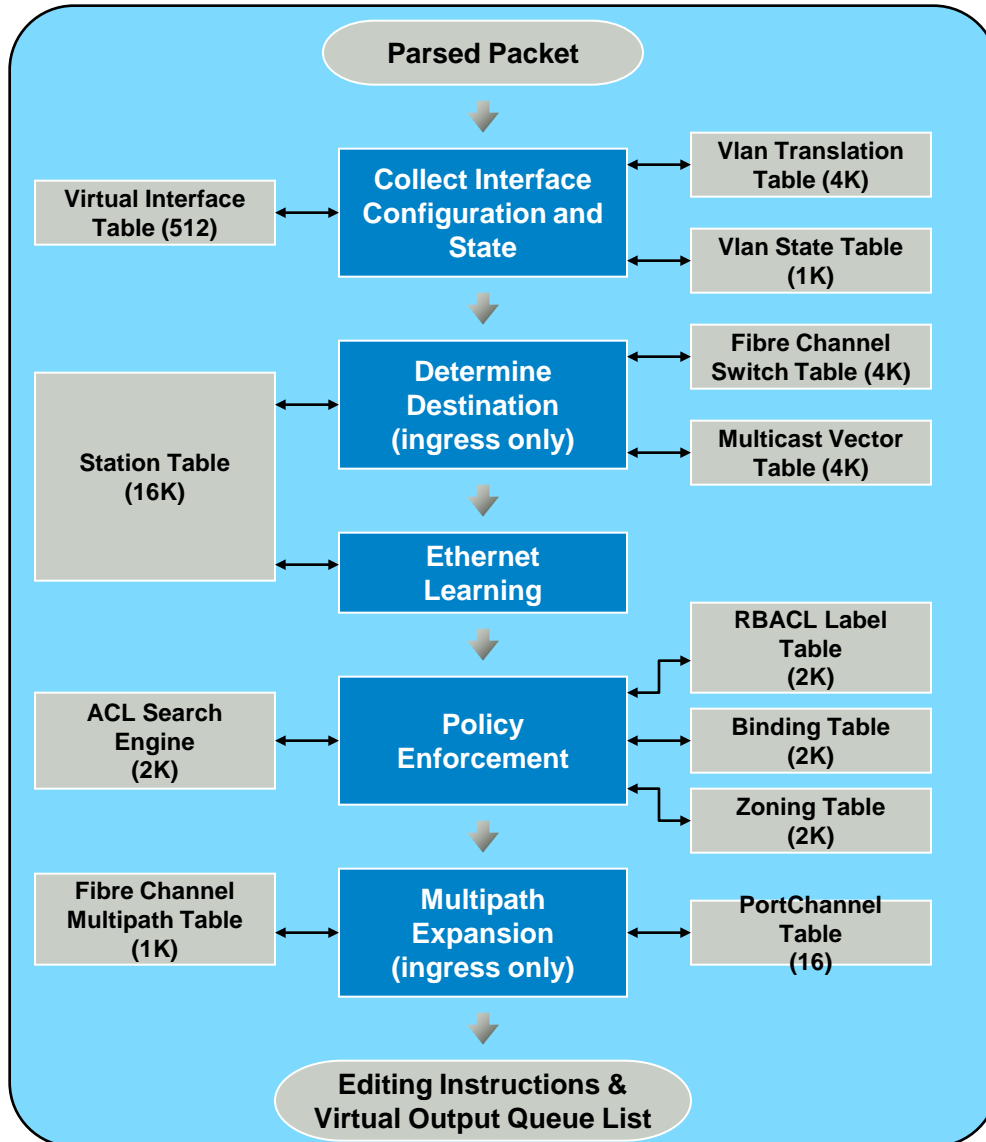 Parsed Packet
Collect Interface
Configuration and
State
Virtual Interface
Table (512)
Vlan Translation
Table (4K)
Vlan State Table
(1K)
Determine
Destination
(ingress only)
Fibre Channel
Switch Table (4K)
Multicast Vector
Table (4K)
Station Table
(16K)
Ethernet
Learning
Policy
Enforcement
ACL Search
Engine
(2K)
RBACL Label
Table
(2K)
Binding Table
(2K)
Zoning Table
(2K)
Multipath
Expansion
(ingress only)
Fibre Channel
Multipath Table
(1K)
PortChannel
Table
(16)
Editing Instructions &
Virtual Output Queue List